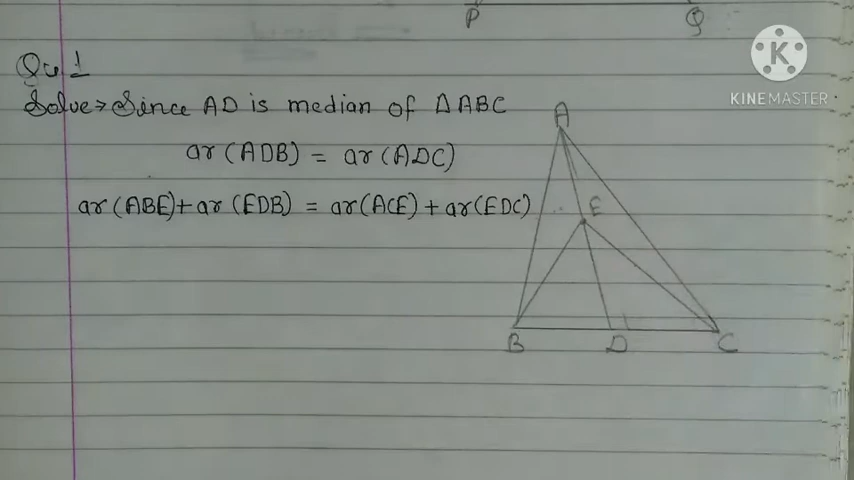 P Q
Qu 1
Solve → Since AD is median of ΔABC
ar (ADB) = ar (ADC)
ar (ABE) + ar (EDB) = ar (ACE) + ar (EDC)
A
E
B D C
K
KINEMASTER